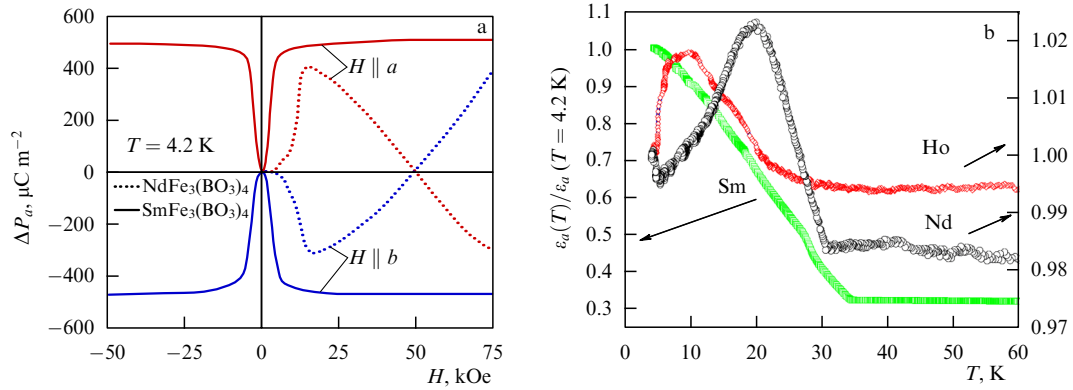 a
600
400
200
0
−200
−400
−600
ΔP_a, μC m⁻²
H ∥ a
T = 4.2 K
NdFe₃(BO₃)₄
SmFe₃(BO₃)₄
H ∥ b
−50
−25
0
25
50
75
H, kOe
b
1.1
1.0
0.9
0.8
0.7
0.6
0.5
0.4
0.3
ε_a(T)/ε_a(T = 4.2 K)
Sm
Ho
Nd
1.02
1.01
1.00
0.99
0.98
0.97
0
10
20
30
40
50
60
T, K